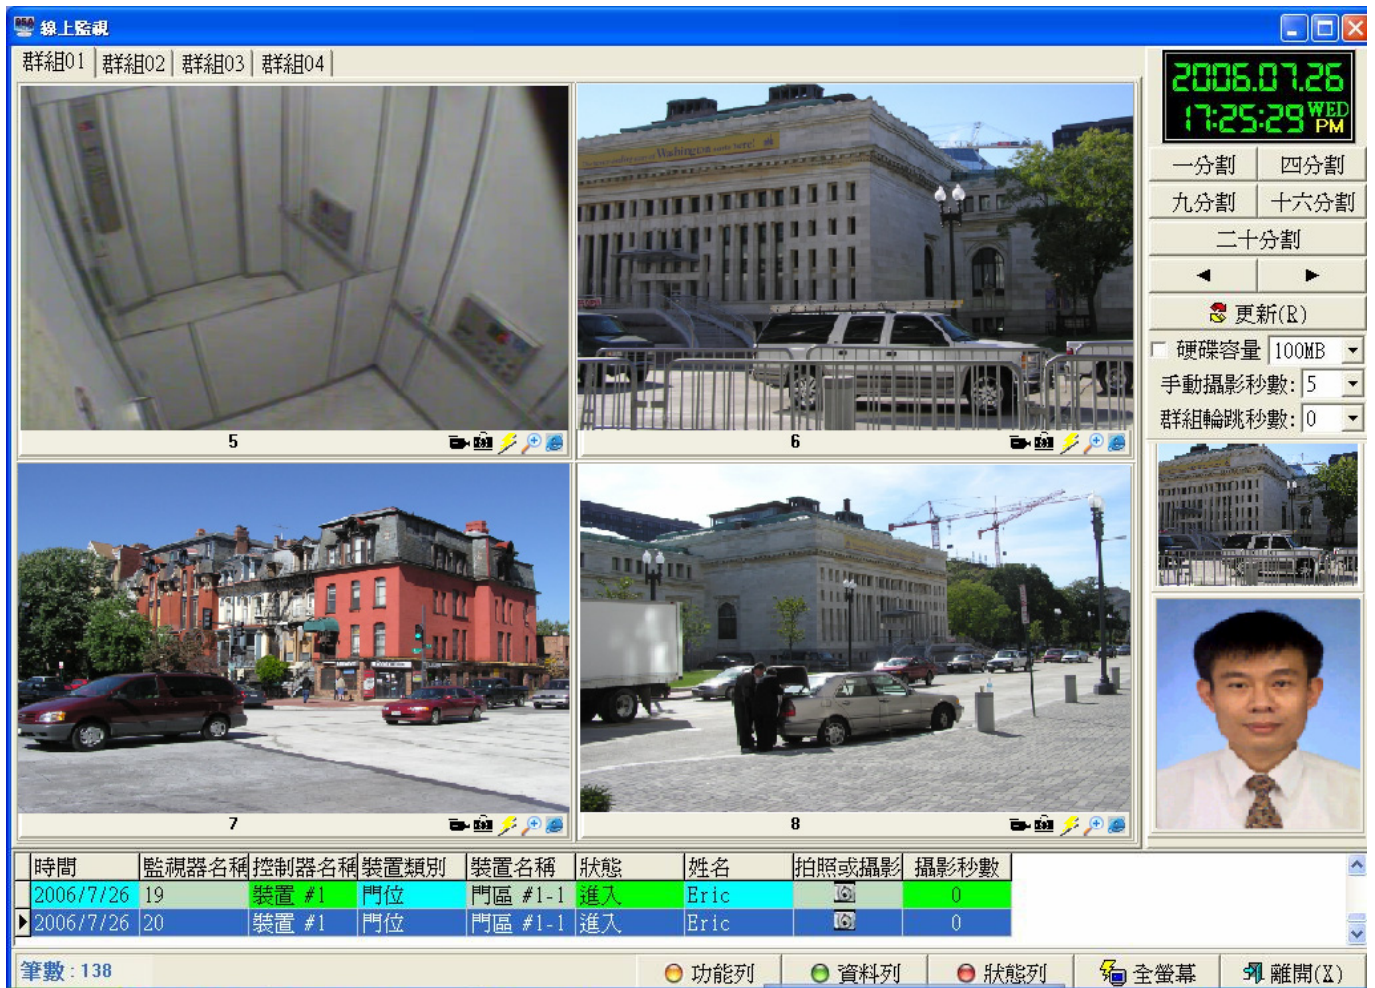 線上監視
群組01 群組02 群組03 群組04
2006.07.26
17:25:29 WED PM
一分割 四分割
九分割 十六分割
二十分割
更新(R)
硬碟容量 100MB
手動攝影秒數: 5
群組輪跳秒數: 0
Washington
here!
5
6
7
8
時間 監視器名稱 控制器名稱 裝置類別 裝置名稱 狀態 姓名 拍照或攝影 攝影秒數
2006/7/26 19 裝置 #1 門位 門區 #1-1 進入 Eric 0
2006/7/26 20 裝置 #1 門位 門區 #1-1 進入 Eric 0
筆數:138
功能列 資料列 狀態列 全螢幕 離開(X)